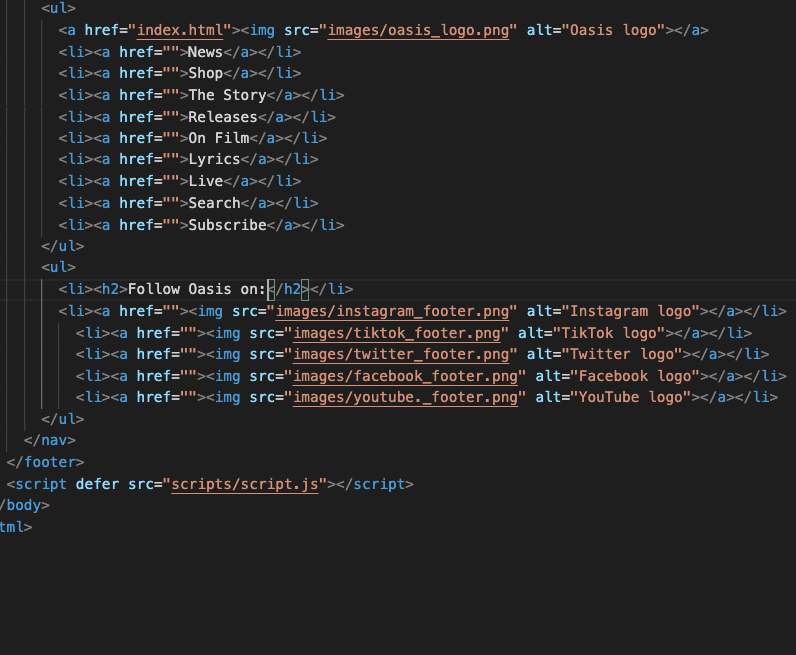 <ul>
<a href="index.html"><img src="images/oasis_logo.png" alt="Oasis logo"></a>
<li><a href="">News</a></li>
<li><a href="">Shop</a></li>
<li><a href="">The Story</a></li>
<li><a href="">Releases</a></li>
<li><a href="">On Film</a></li>
<li><a href="">Lyrics</a></li>
<li><a href="">Live</a></li>
<li><a href="">Search</a></li>
<li><a href="">Subscribe</a></li>
</ul>
<ul>
<li><h2>Follow Oasis on:</h2></li>
<li><a href=""><img src="images/instagram_footer.png" alt="Instagram logo"></a></li>
<li><a href=""><img src="images/tiktok_footer.png" alt="TikTok logo"></a></li>
<li><a href=""><img src="images/twitter_footer.png" alt="Twitter logo"></a></li>
<li><a href=""><img src="images/facebook_footer.png" alt="Facebook logo"></a></li>
<li><a href=""><img src="images/youtube._footer.png" alt="YouTube logo"></a></li>
</ul>
</nav>
</footer>
<script defer src="scripts/script.js"></script>
/body>
tml>